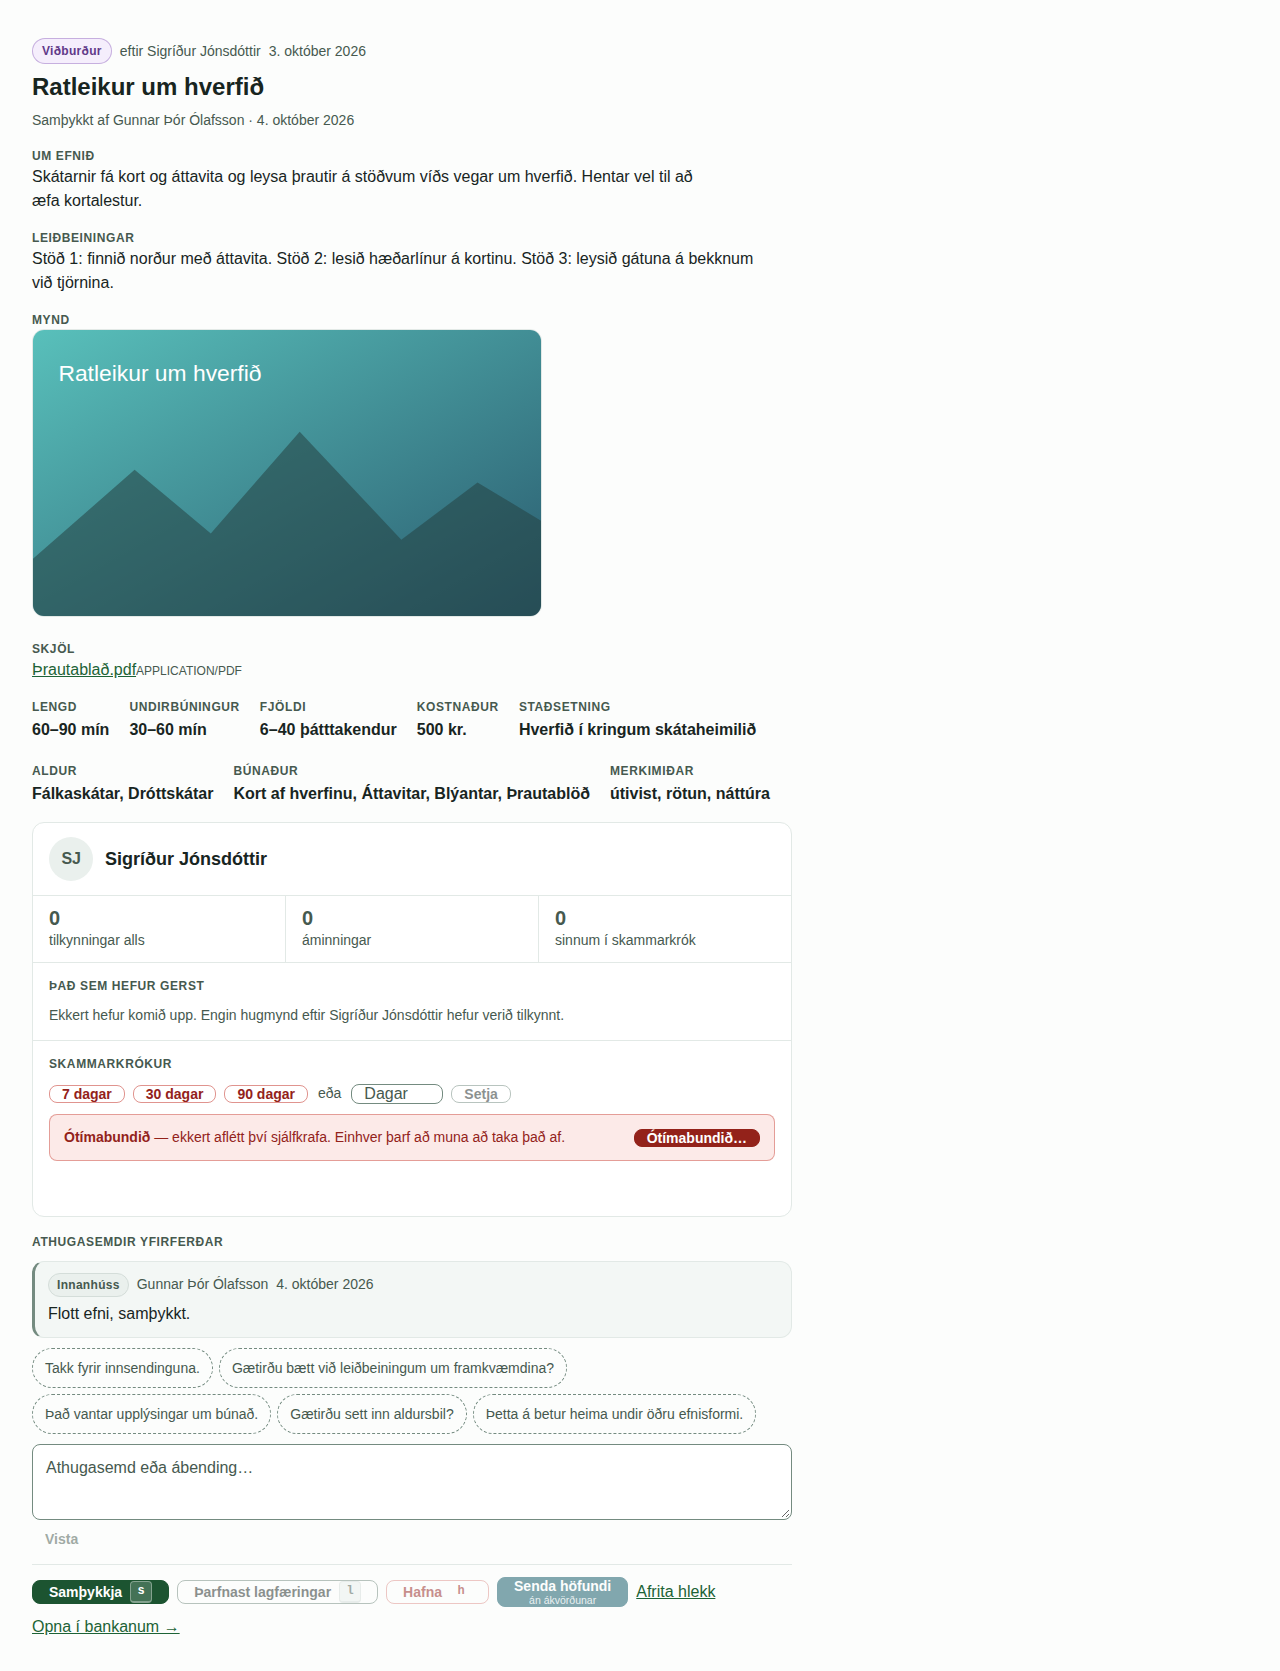 Viðburður eftir Sigríður Jónsdóttir 3. október 2026
Ratleikur um hverfið
Samþykkt af Gunnar Þór Ólafsson · 4. október 2026
UM EFNIÐ
Skátarnir fá kort og áttavita og leysa þrautir á stöðvum víðs vegar um hverfið. Hentar vel til að
æfa kortalestur.
LEIÐBEININGAR
Stöð 1: finnið norður með áttavita. Stöð 2: lesið hæðarlínur á kortinu. Stöð 3: leysið gátuna á bekknum
við tjörnina.
MYND
Ratleikur um hverfið
SKJÖL
Þrautablað.pdf APPLICATION/PDF
LENGD UNDIRBÚNINGUR FJÖLDI KOSTNAÐUR STAÐSETNING
60–90 mín 30–60 mín 6–40 þátttakendur 500 kr. Hverfið í kringum skátaheimilið
ALDUR BÚNAÐUR MERKIMIÐAR
Fálkaskátar, Dróttskátar Kort af hverfinu, Áttavitar, Blýantar, Þrautablöð útivist, rötun, náttúra
SJ Sigríður Jónsdóttir
0 0 0
tilkynningar alls áminningar sinnum í skammarkrók
ÞAÐ SEM HEFUR GERST
Ekkert hefur komið upp. Engin hugmynd eftir Sigríður Jónsdóttir hefur verið tilkynnt.
SKAMMARKRÓKUR
7 dagar 30 dagar 90 dagar eða Dagar Setja
Ótímabundið — ekkert aflétt því sjálfkrafa. Einhver þarf að muna að taka það af. Ótímabundið…
ATHUGASEMDIR YFIRFERÐAR
Innanhúss Gunnar Þór Ólafsson 4. október 2026
Flott efni, samþykkt.
Takk fyrir innsendinguna. Gætirðu bætt við leiðbeiningum um framkvæmdina?
Það vantar upplýsingar um búnað. Gætirðu sett inn aldursbil? Þetta á betur heima undir öðru efnisformi.
Athugasemd eða ábending…
Vista
Samþykkja s Þarfnast lagfæringar l Hafna h Senda höfundi Afrita hlekk
án ákvörðunar
Opna í bankanum →